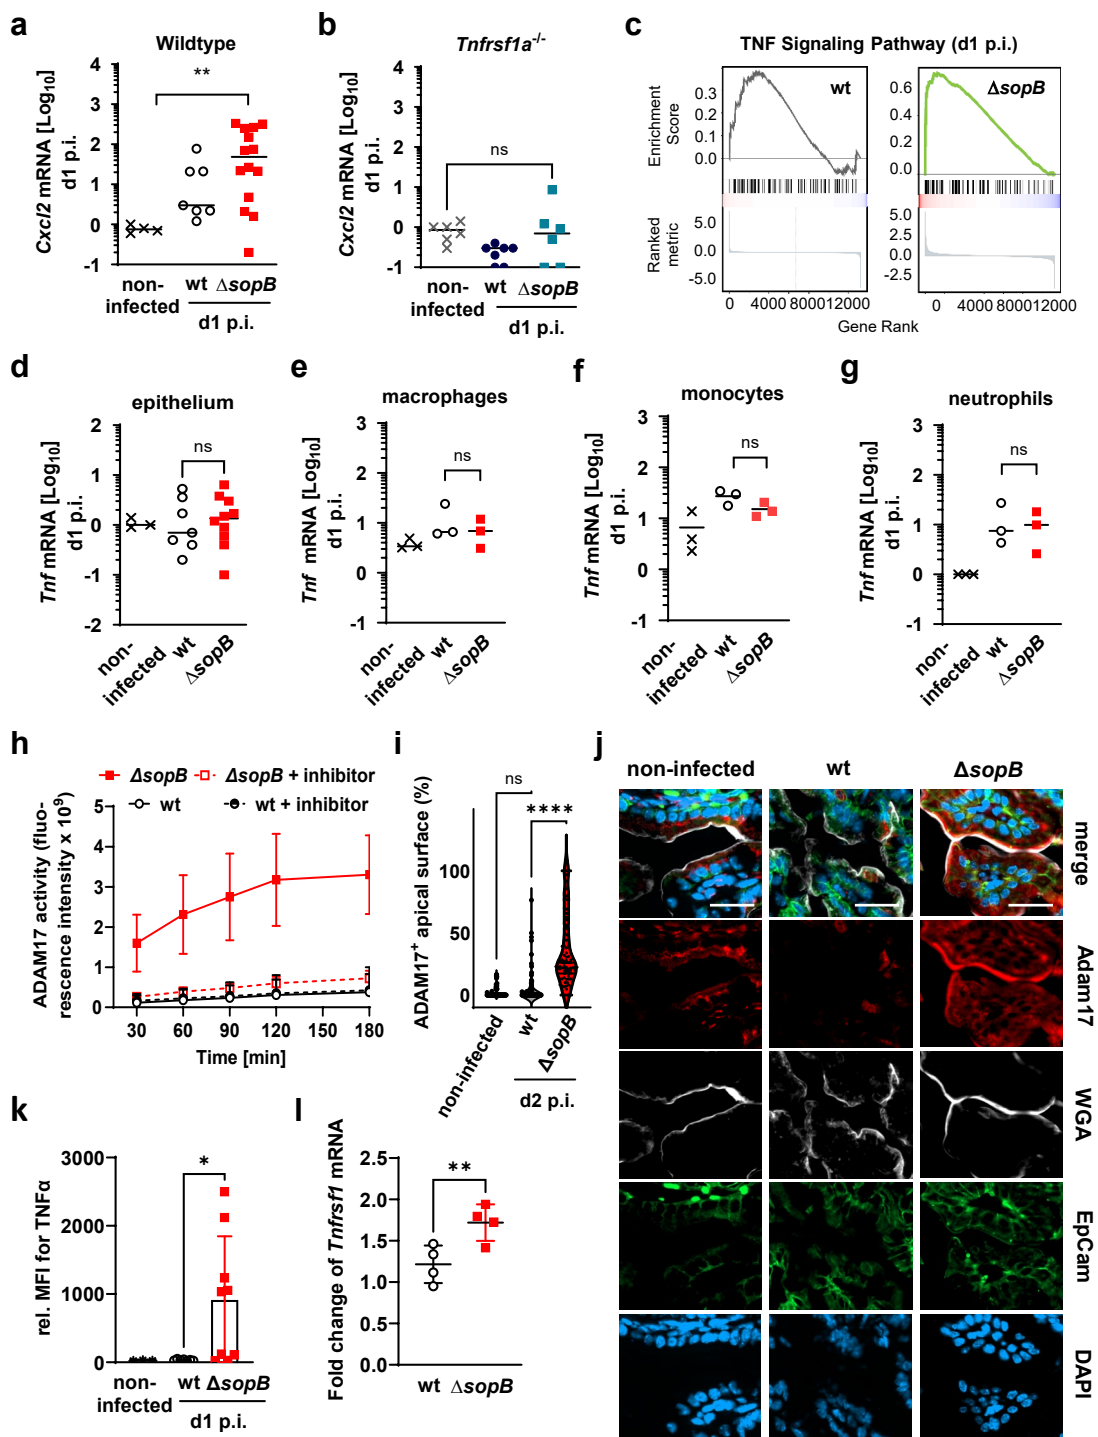 a
Wildtype
Cxcl2 mRNA [Log10]
d1 p.i.
4
3
2
1
0
-1
**
non-
infected
wt ΔsopB
d1 p.i.
b
Tnfrsf1a-/-
Cxcl2 mRNA [Log10]
d1 p.i.
4
3
2
1
0
-1
ns
non-
infected
wt ΔsopB
d1 p.i.
c
TNF Signaling Pathway (d1 p.i.)
wt
ΔsopB
Enrichment
Score
0.3
0.2
0.1
0.0
0.6
0.4
0.2
0.0
Ranked
metric
5.0
0.0
-5.0
5.0
2.5
0.0
-2.5
0 4000 8000 12000
0 4000 8000 12000
Gene Rank
d
epithelium
Tnf mRNA [Log10]
d1 p.i.
2
1
0
-1
-2
ns
non-
infected
wt
ΔsopB
e
macrophages
Tnf mRNA [Log10]
d1 p.i.
3
2
1
0
-1
ns
non-
infected
wt
ΔsopB
f
monocytes
Tnf mRNA [Log10]
d1 p.i.
3
2
1
0
-1
ns
non-
infected
wt
ΔsopB
g
neutrophils
Tnf mRNA [Log10]
d1 p.i.
3
2
1
0
-1
ns
non-
infected
wt
ΔsopB
h
ΔsopB
ΔsopB + inhibitor
wt
wt + inhibitor
ADAM17 activity (fluo-
rescence intensity x 10^9)
5
4
3
2
1
0
30 60 90 120 150 180
Time [min]
i
ADAM17+ apical surface (%)
100
50
0
ns
****
non-infected
wt
ΔsopB
d2 p.i.
j
non-infected
wt
ΔsopB
merge
Adam17
WGA
EpCam
DAPI
k
rel. MFI for TNFα
3000
2000
1000
0
*
non-
infected
wt ΔsopB
d1 p.i.
l
Fold change of Tnfrsf1 mRNA
2.5
2.0
1.5
1.0
0.5
0.0
**
wt ΔsopB